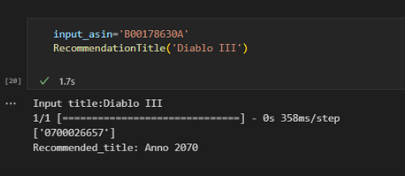 input_asin='B00178630A'
RecommendationTitle('Diablo III')
[20] ✓ 1.7s
... Input title:Diablo III
1/1 [==============================] - 0s 358ms/step
['0700026657']
Recommended_title: Anno 2070